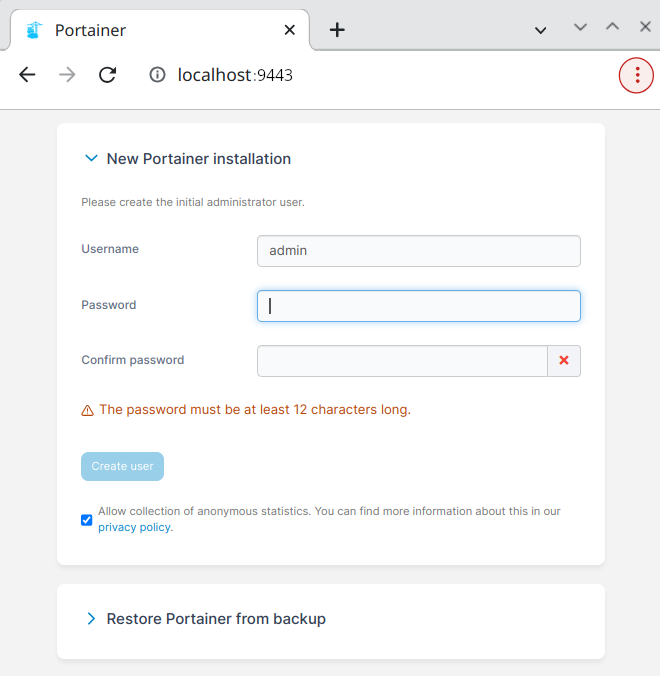 Portainer
localhost:9443
New Portainer installation
Please create the initial administrator user.
Username
admin
Password
Confirm password
The password must be at least 12 characters long.
Create user
Allow collection of anonymous statistics. You can find more information about this in our
privacy policy.
Restore Portainer from backup